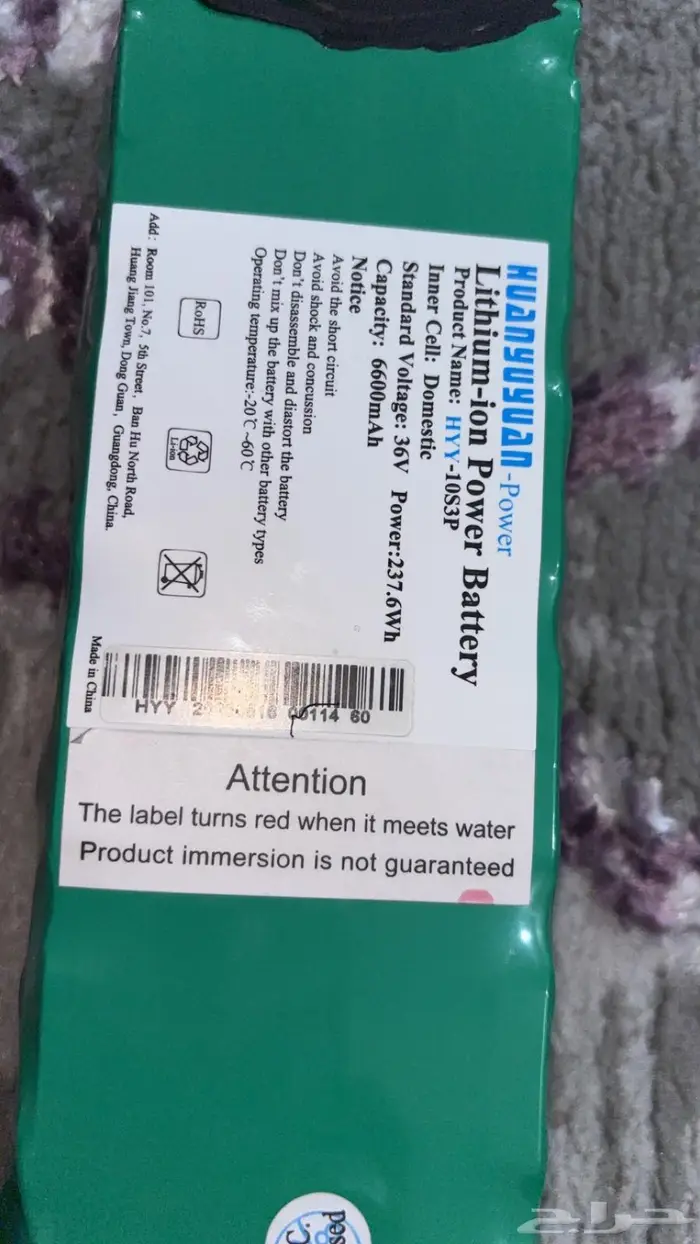 HUANYUYUAN-Power
Lithium-ion Power Battery
Product Name: HYY-10S3P
Inner Cell: Domestic
Standard Voltage: 36V Power:237.6Wh
Capacity: 6600mAh
Notice
Avoid the short circuit
Avoid shock and concussion
Don't disassemble and diastort the battery
Don't mix up the battery with other battery types
Operating temperature:-20℃~60℃
RoHS
Li-ion
Add: Room 101, No.7, 5th Street, Ban Hu North Road,
Huang Jiang Town, Dong Guan, Guangdong, China.
Made in China
HYY
Attention
The label turns red when it meets water
Product immersion is not guaranteed
حراج